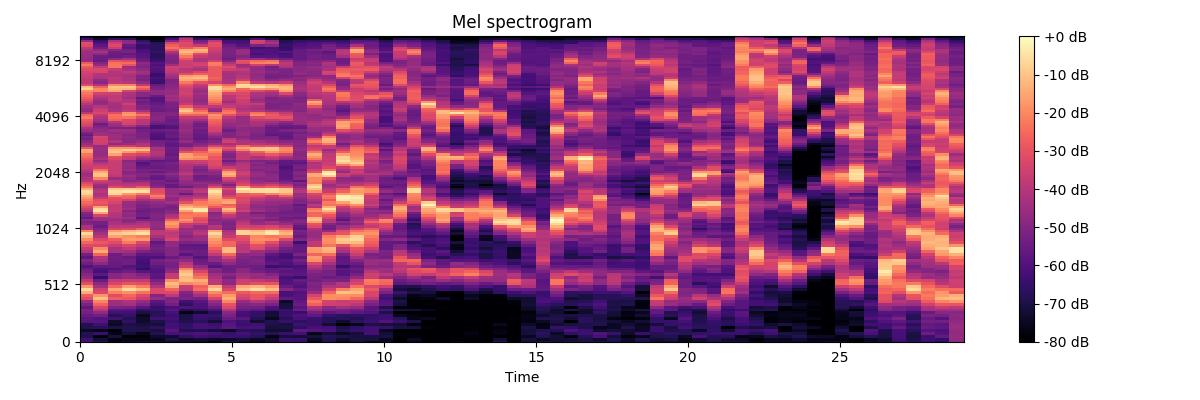 Mel spectrogram
Hz
8192
4096
2048
1024
512
0
0 5 10 15 20 25
Time
+0 dB
-10 dB
-20 dB
-30 dB
-40 dB
-50 dB
-60 dB
-70 dB
-80 dB